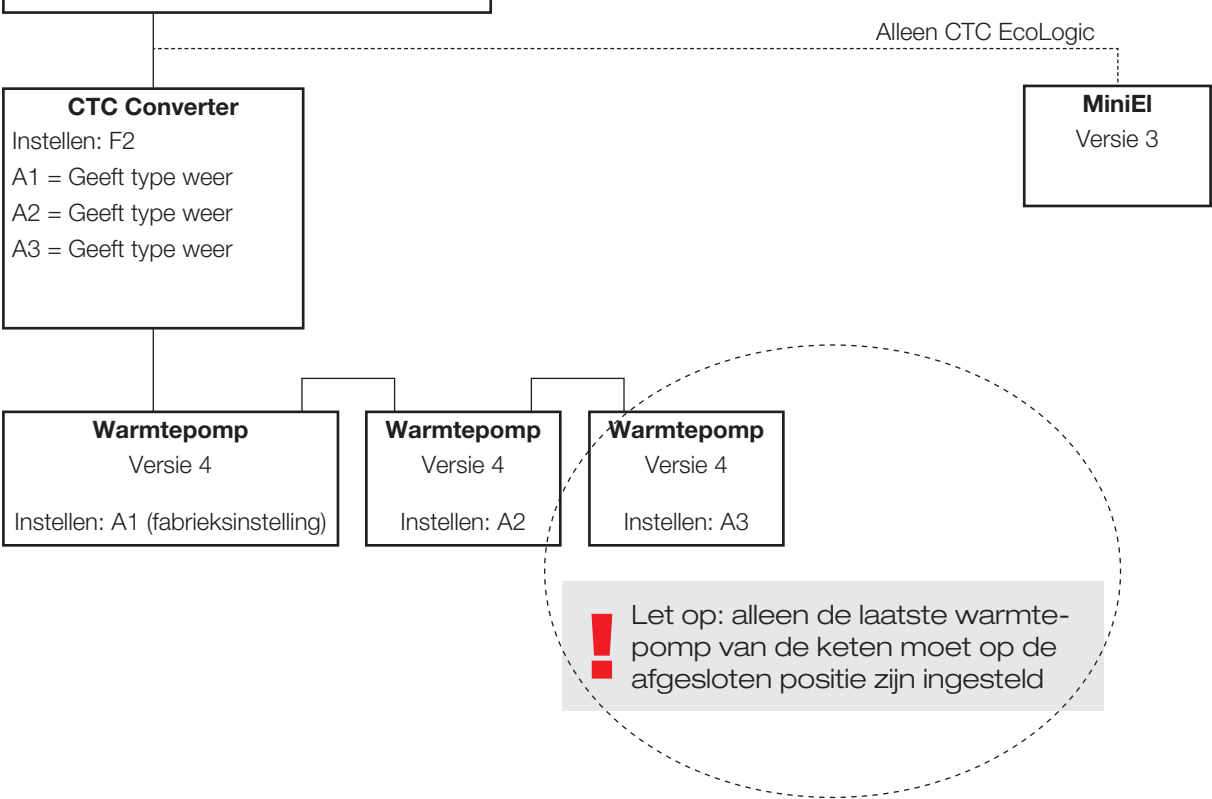 Alleen CTC EcoLogic
CTC Converter
Instellen: F2
A1 = Geeft type weer
A2 = Geeft type weer
A3 = Geeft type weer
MiniEl
Versie 3
Warmtepomp
Versie 4
Instellen: A1 (fabrieksinstelling)
Warmtepomp
Versie 4
Instellen: A2
Warmtepomp
Versie 4
Instellen: A3
!
Let op: alleen de laatste warmte-
pomp van de keten moet op de
afgesloten positie zijn ingesteld